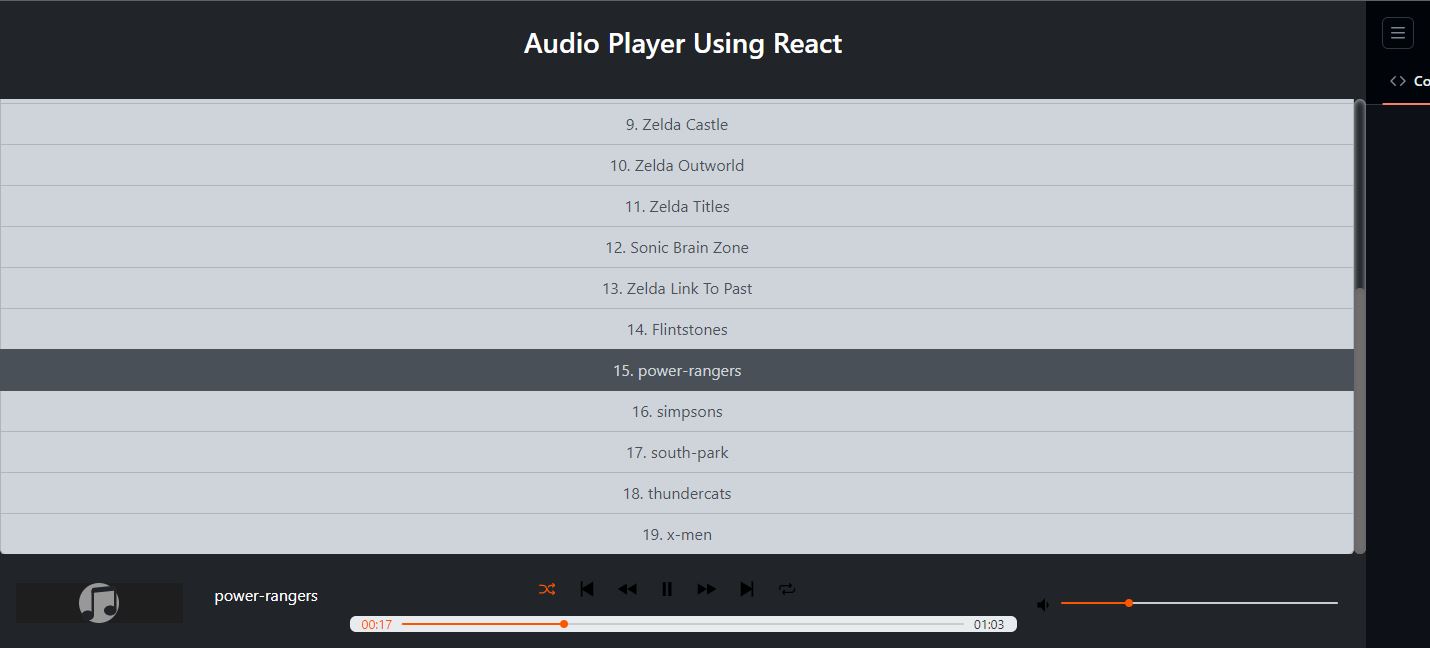 Audio Player Using React
Co
9. Zelda Castle
10. Zelda Outworld
11. Zelda Titles
12. Sonic Brain Zone
13. Zelda Link To Past
14. Flintstones
15. power-rangers
16. simpsons
17. south-park
18. thundercats
19. x-men
power-rangers
00:17
01:03